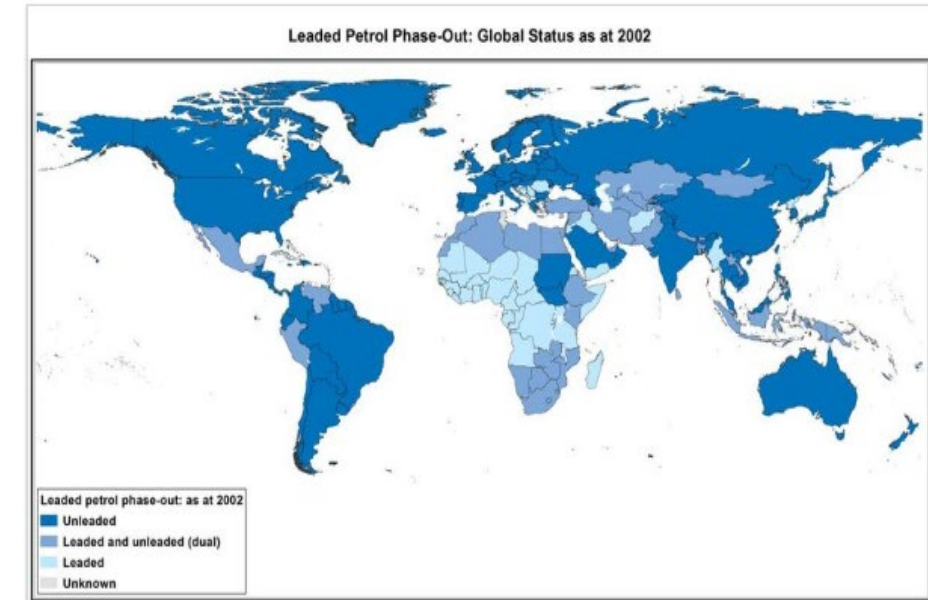 Leaded Petrol Phase-Out: Global Status as at 2002
Leaded petrol phase-out: as at 2002
Unleaded
Leaded and unleaded (dual)
Leaded
Unknown